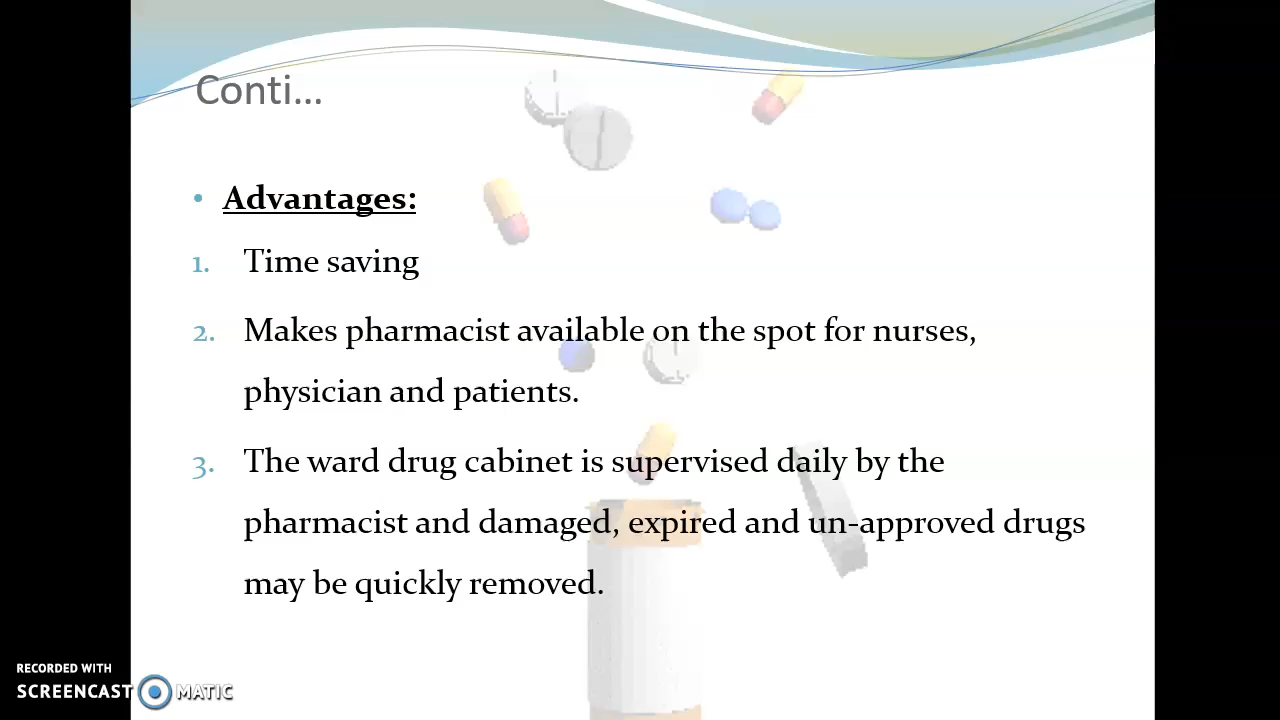 Conti...
• Advantages:
1. Time saving
2. Makes pharmacist available on the spot for nurses,
physician and patients.
3. The ward drug cabinet is supervised daily by the
pharmacist and damaged, expired and un-approved drugs
may be quickly removed.
RECORDED WITH
SCREENCAST MATIC